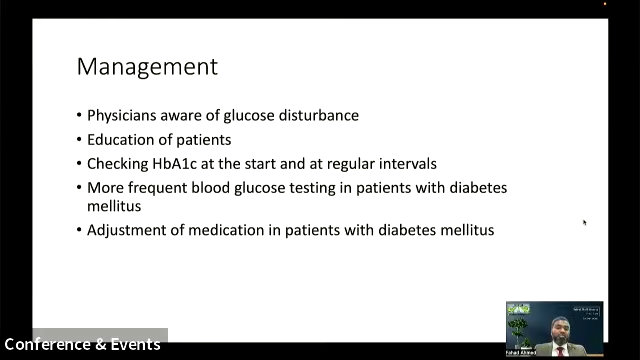 Management
• Physicians aware of glucose disturbance
• Education of patients
• Checking HbA1c at the start and at regular intervals
• More frequent blood glucose testing in patients with diabetes
mellitus
• Adjustment of medication in patients with diabetes mellitus
Conference & Events
Fahad Ahmed